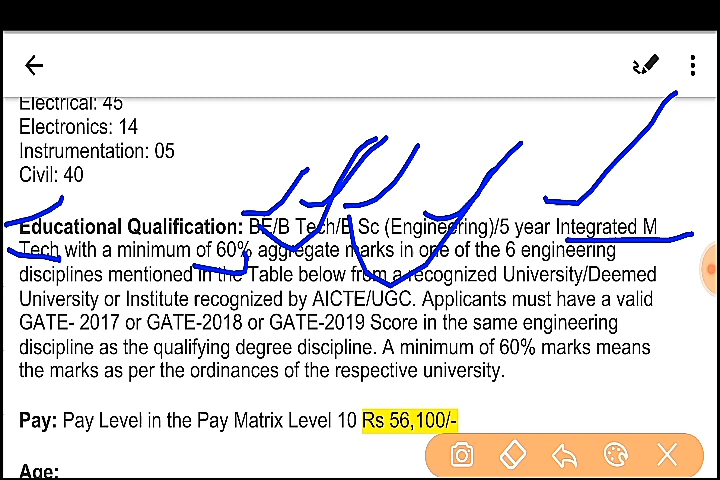 Electrical: 45
Electronics: 14
Instrumentation: 05
Civil: 40
Educational Qualification: BE/B Tech/B Sc (Engineering)/5 year Integrated M
Tech with a minimum of 60% aggregate marks in one of the 6 engineering
disciplines mentioned in the Table below from a recognized University/Deemed
University or Institute recognized by AICTE/UGC. Applicants must have a valid
GATE- 2017 or GATE-2018 or GATE-2019 Score in the same engineering
discipline as the qualifying degree discipline. A minimum of 60% marks means
the marks as per the ordinances of the respective university.
Pay: Pay Level in the Pay Matrix Level 10 Rs 56,100/-
Age: